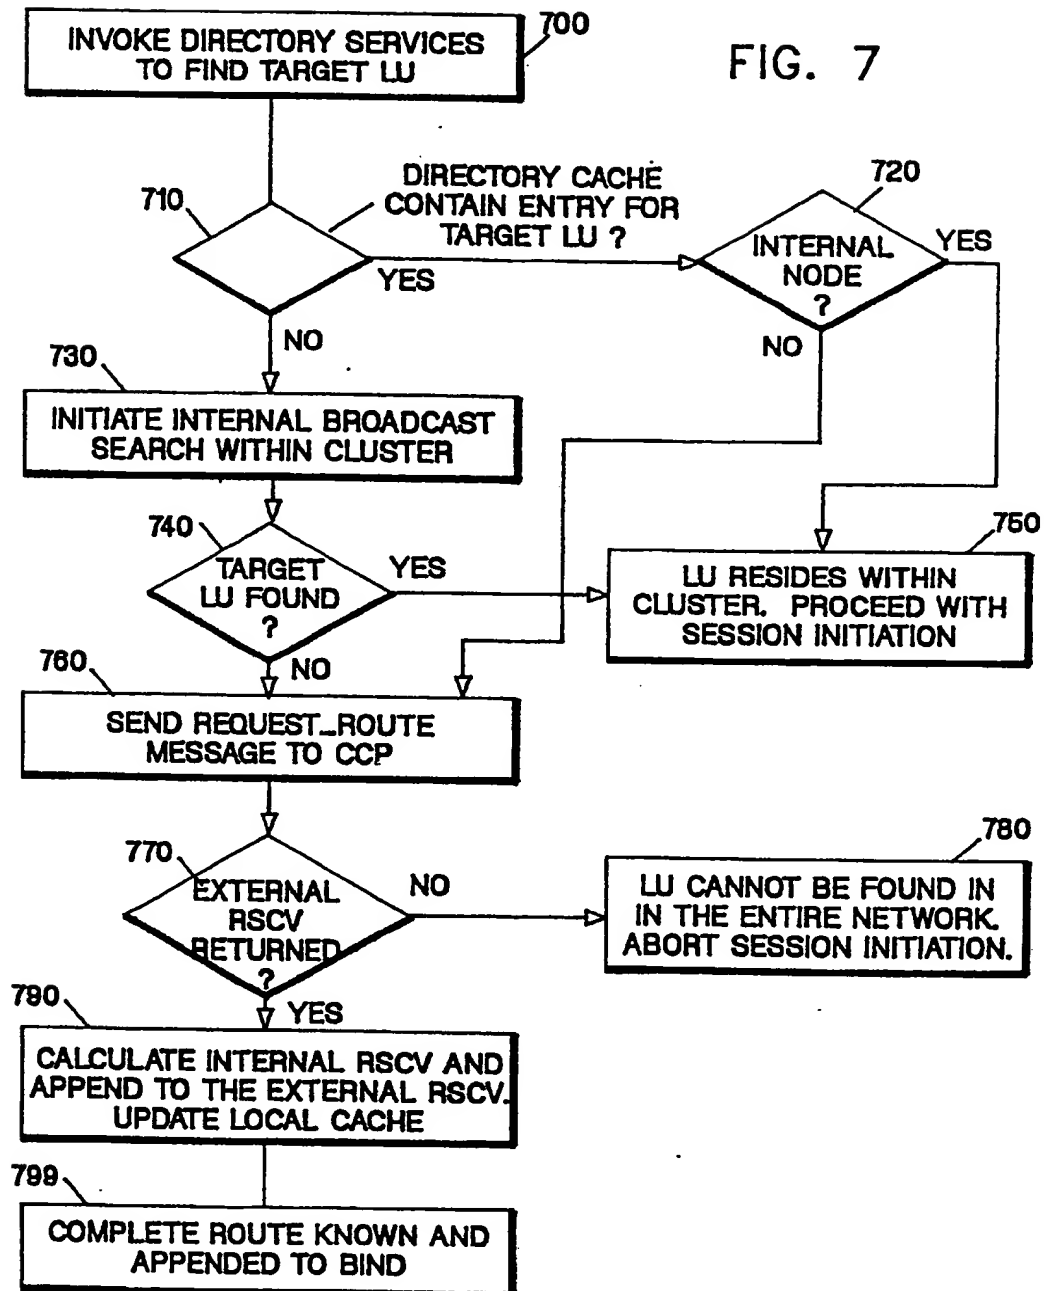 INVOKE DIRECTORY SERVICES
TO FIND TARGET LU
700
FIG. 7
710
DIRECTORY CACHE
CONTAIN ENTRY FOR
TARGET LU ?
YES
NO
720
INTERNAL
NODE
?
YES
NO
730
INITIATE INTERNAL BROADCAST
SEARCH WITHIN CLUSTER
740
TARGET
LU FOUND
?
YES
NO
750
LU RESIDES WITHIN
CLUSTER. PROCEED WITH
SESSION INITIATION
760
SEND REQUEST_ROUTE
MESSAGE TO CCP
770
EXTERNAL
RSCV
RETURNED
?
NO
YES
780
LU CANNOT BE FOUND IN
IN THE ENTIRE NETWORK.
ABORT SESSION INITIATION.
790
CALCULATE INTERNAL RSCV AND
APPEND TO THE EXTERNAL RSCV.
UPDATE LOCAL CACHE
799
COMPLETE ROUTE KNOWN AND
APPENDED TO BIND